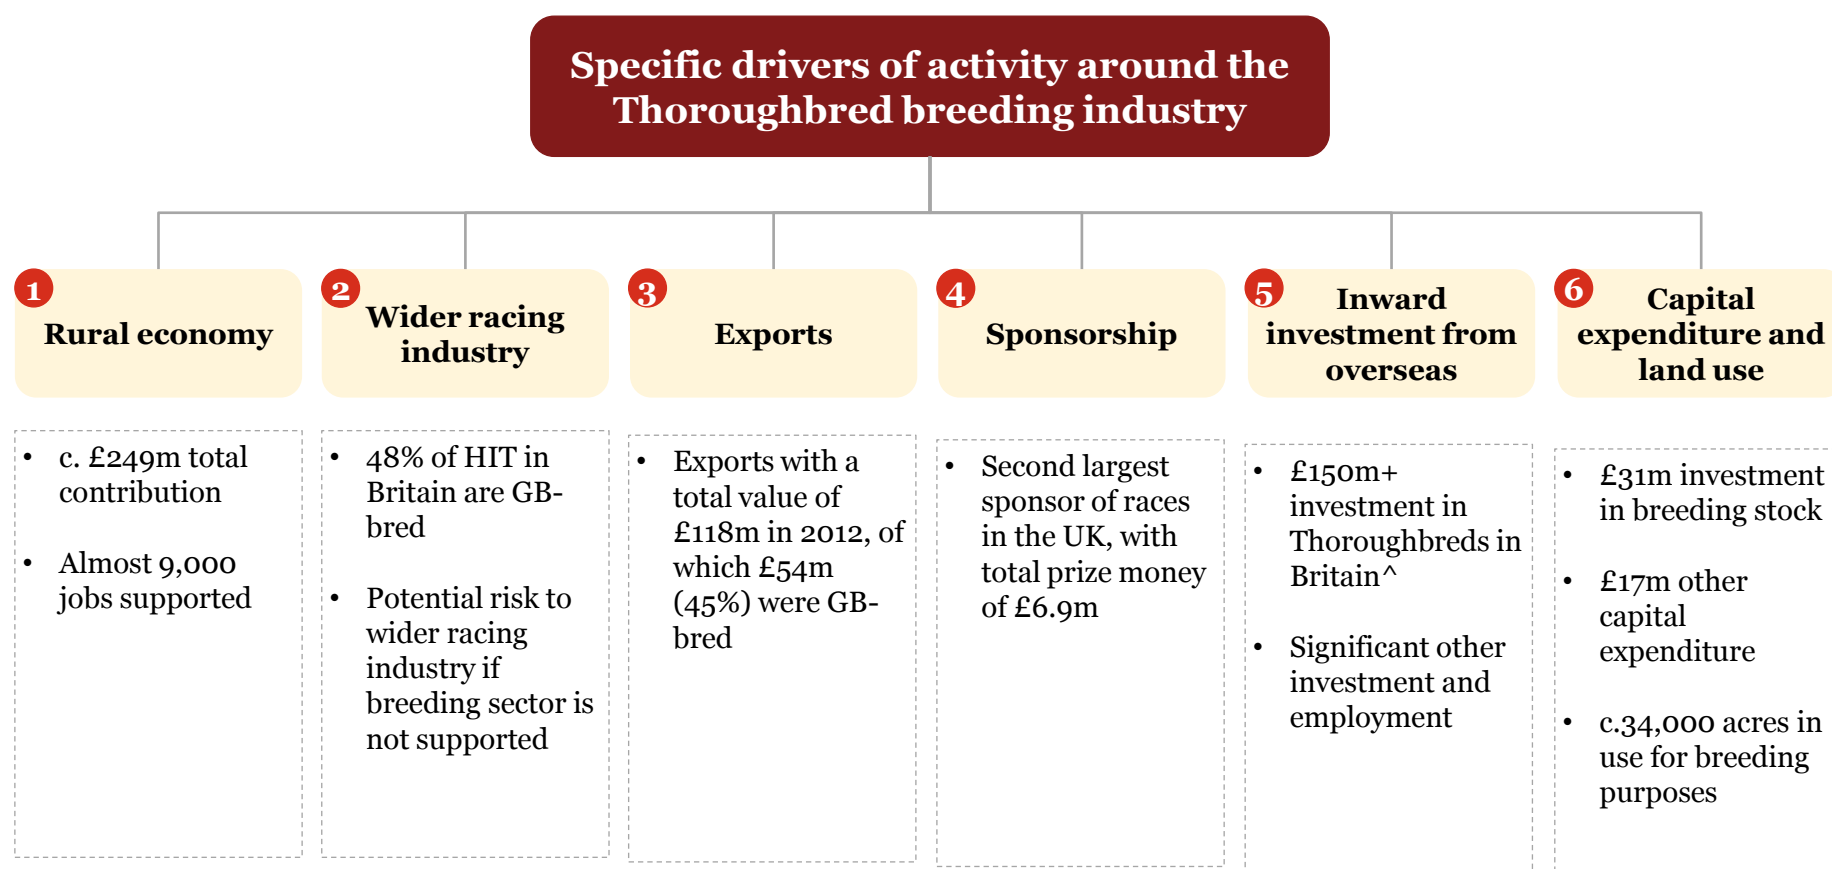 Specific drivers of activity around the
Thoroughbred breeding industry
1
Rural economy
• c. £249m total
contribution
• Almost 9,000
jobs supported
2
Wider racing
industry
• 48% of HIT in
Britain are GB-
bred
• Potential risk to
wider racing
industry if
breeding sector is
not supported
3
Exports
• Exports with a
total value of
£118m in 2012, of
which £54m
(45%) were GB-
bred
4
Sponsorship
• Second largest
sponsor of races
in the UK, with
total prize money
of £6.9m
5
Inward
investment from
overseas
• £150m+
investment in
Thoroughbreds in
Britain^
• Significant other
investment and
employment
6
Capital
expenditure and
land use
• £31m investment
in breeding stock
• £17m other
capital
expenditure
• c.34,000 acres in
use for breeding
purposes